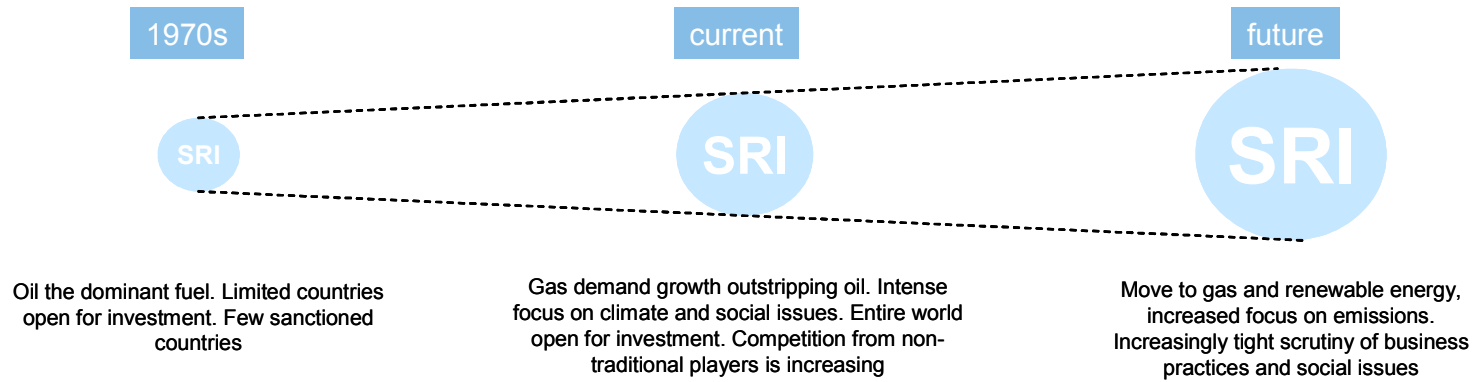 1970s
current
future
SRI
SRI
SRI
Oil the dominant fuel. Limited countries
open for investment. Few sanctioned
countries
Gas demand growth outstripping oil. Intense
focus on climate and social issues. Entire world
open for investment. Competition from non-
traditional players is increasing
Move to gas and renewable energy,
increased focus on emissions.
Increasingly tight scrutiny of business
practices and social issues